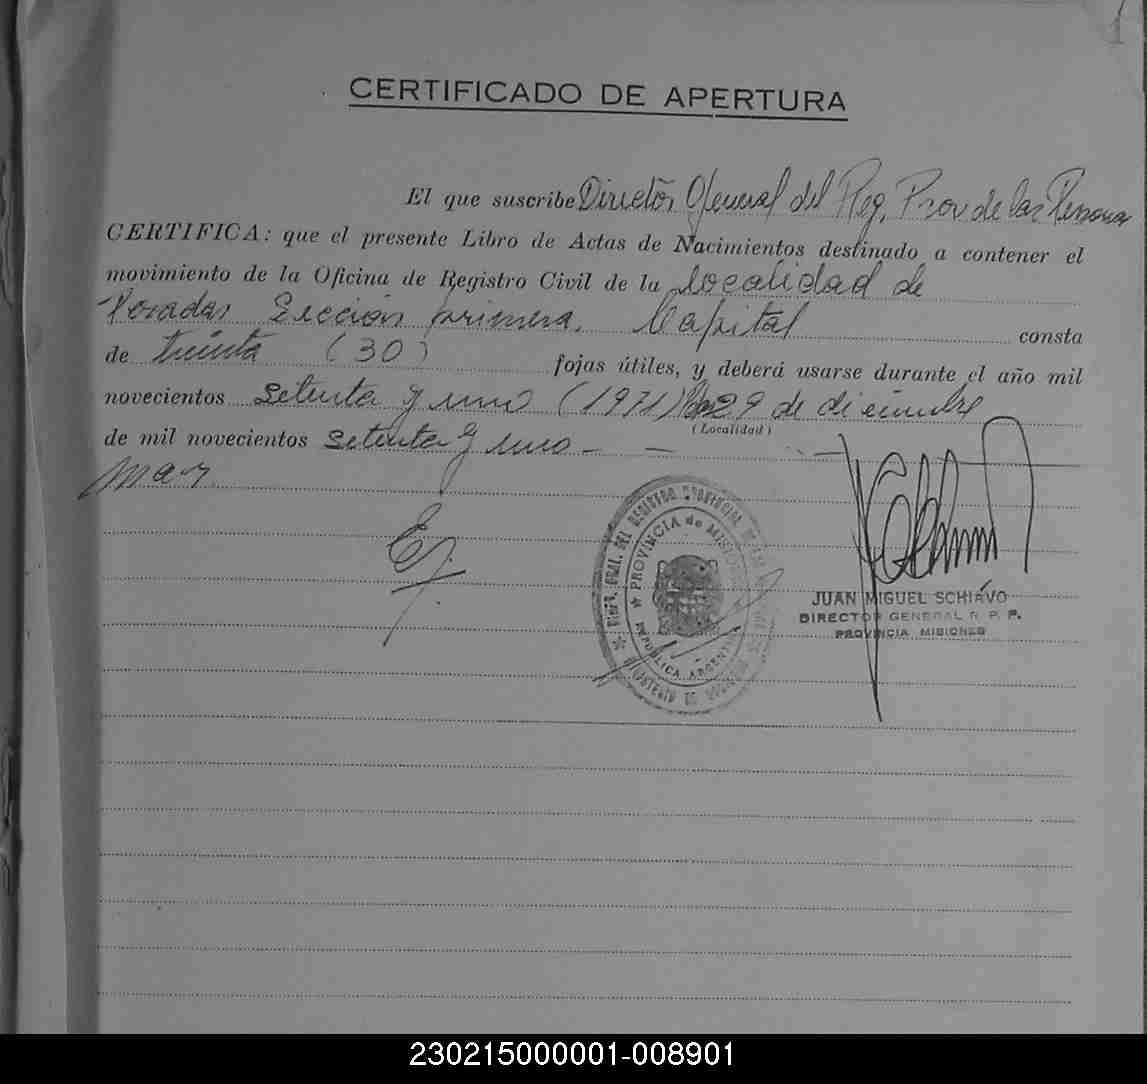 1
CERTIFICADO DE APERTURA
El que suscribe Director General del Reg. Prov de las Persona
CERTIFICA: que el presente Libro de Actas de Nacimientos destinado a contener el
movimiento de la Oficina de Registro Civil de la localidad de
Posadas Sección primera. Capital consta
de treinta (30) fojas útiles, y deberá usarse durante el año mil
novecientos setenta y uno (1971) 29 de diciembre
(Localidad)
de mil novecientos setenta y uno -
PROVINCIA de MISIONES
REPUBLICA ARGENTINA
JUAN MIGUEL SCHIAVO
DIRECTOR GENERAL R. P. P.
PROVINCIA MISIONES
230215000001-008901